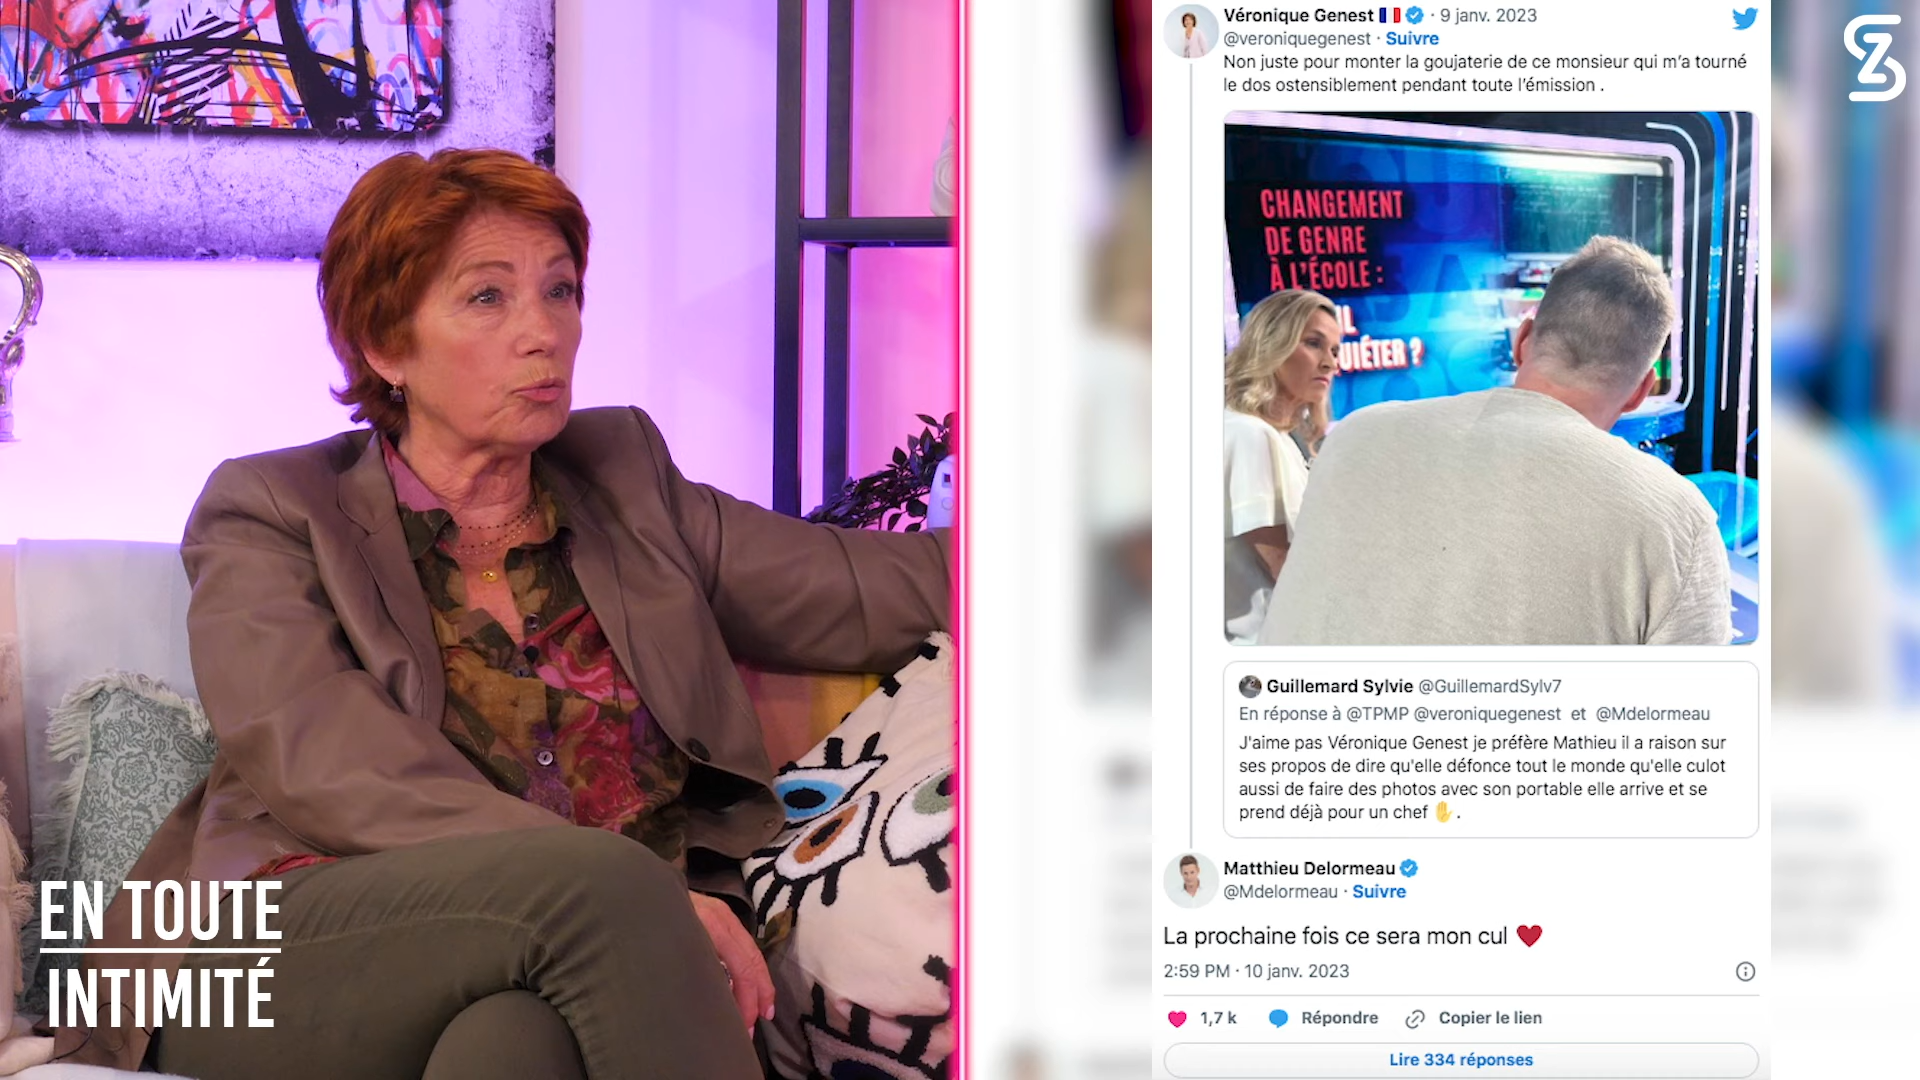 EN TOUTE
INTIMITÉ
Véronique Genest 🇫🇷 · 9 janv. 2023
@veroniquegenest · Suivre
Non juste pour monter la goujaterie de ce monsieur qui m’a tourné
le dos ostensiblement pendant toute l’émission .
CHANGEMENT
DE GENRE
À L'ÉCOLE :
IL
QUIÉTER ?
Guillemard Sylvie @GuillemardSylv7
En réponse à @TPMP @veroniquegenest et @Mdelormeau
J'aime pas Véronique Genest je préfère Mathieu il a raison sur
ses propos de dire qu'elle défonce tout le monde qu'elle culot
aussi de faire des photos avec son portable elle arrive et se
prend déjà pour un chef ✋ .
Matthieu Delormeau
@Mdelormeau · Suivre
La prochaine fois ce sera mon cul ❤️
2:59 PM · 10 janv. 2023
1,7 k Répondre Copier le lien
Lire 334 réponses